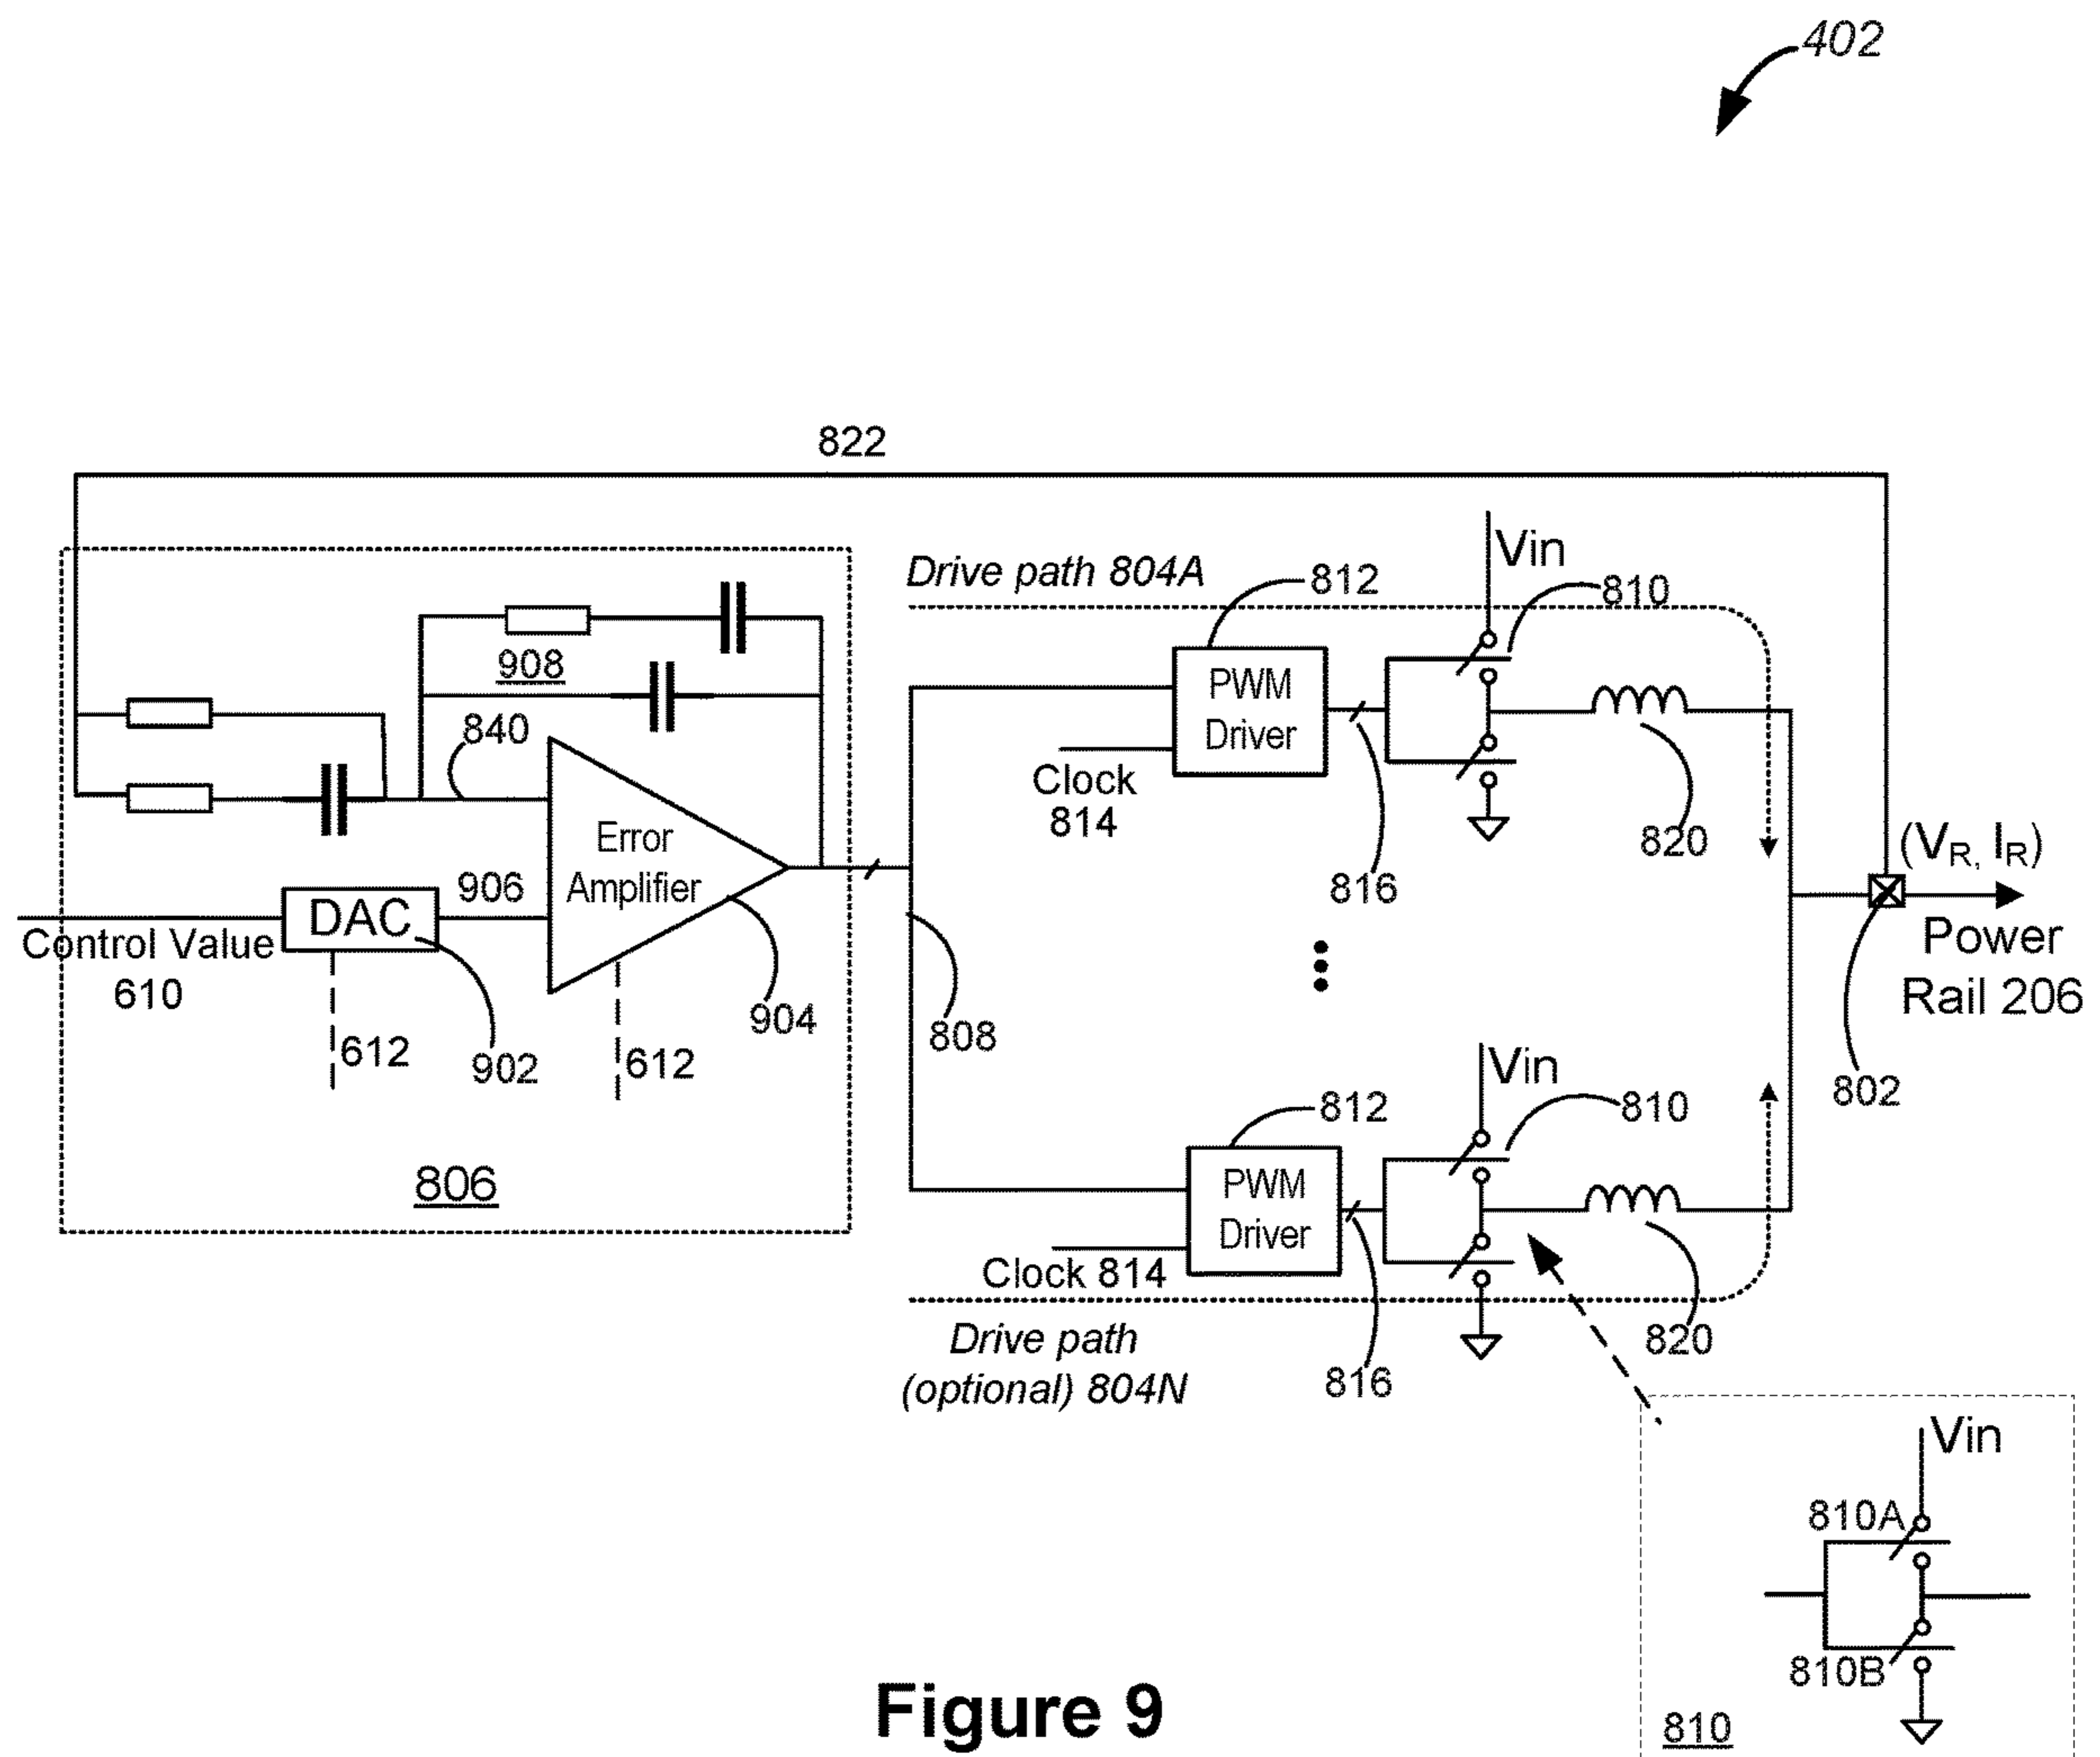 402
822
Drive path 804A
812
Vin
810
908
840
PWM
Driver
Clock
814
816
820
Error
Amplifier
906
DAC
Control Value
610
612
902
612
904
808
(VR, IR)
Power
Rail 206
802
806
812
Vin
810
PWM
Driver
Clock 814
Drive path
(optional) 804N
816
820
Vin
810A
810B
810
Figure 9